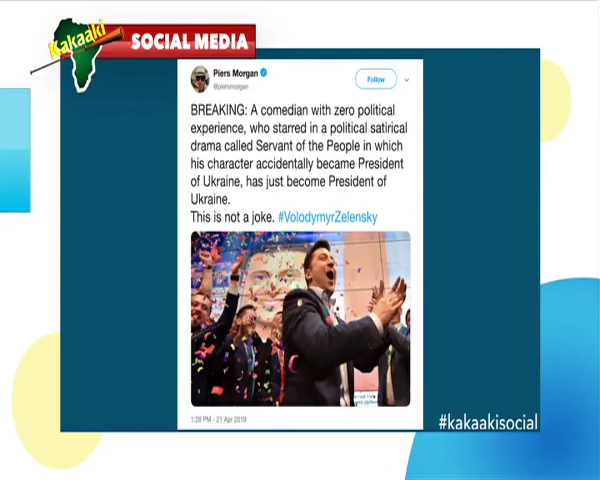 Kakaaki
SOCIAL MEDIA
Piers Morgan
@piersmorgan
Follow
BREAKING: A comedian with zero political
experience, who starred in a political satirical
drama called Servant of the People in which
his character accidentally became President
of Ukraine, has just become President of
Ukraine.
This is not a joke. #VolodymyrZelensky
1:28 PM - 21 Apr 2019
#kakaakisocial